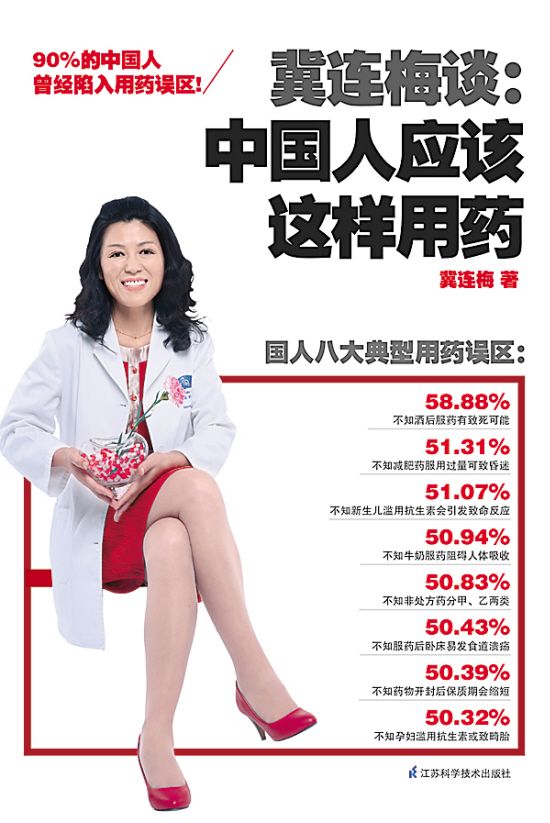 90%的中国人
曾经陷入用药误区!
冀连梅谈:
中国人应该
这样用药
冀连梅 著
国人八大典型用药误区:
58.88%
不知酒后服药有致死可能
51.31%
不知减肥药服用过量可致昏迷
51.07%
不知新生儿滥用抗生素会引发致命反应
50.94%
不知牛奶服药阻碍人体吸收
50.83%
不知非处方药分甲、乙两类
50.43%
不知服药后卧床易发食道溃疡
50.39%
不知药物开封后保质期会缩短
50.32%
不知孕妇滥用抗生素或致畸胎
江苏科学技术出版社